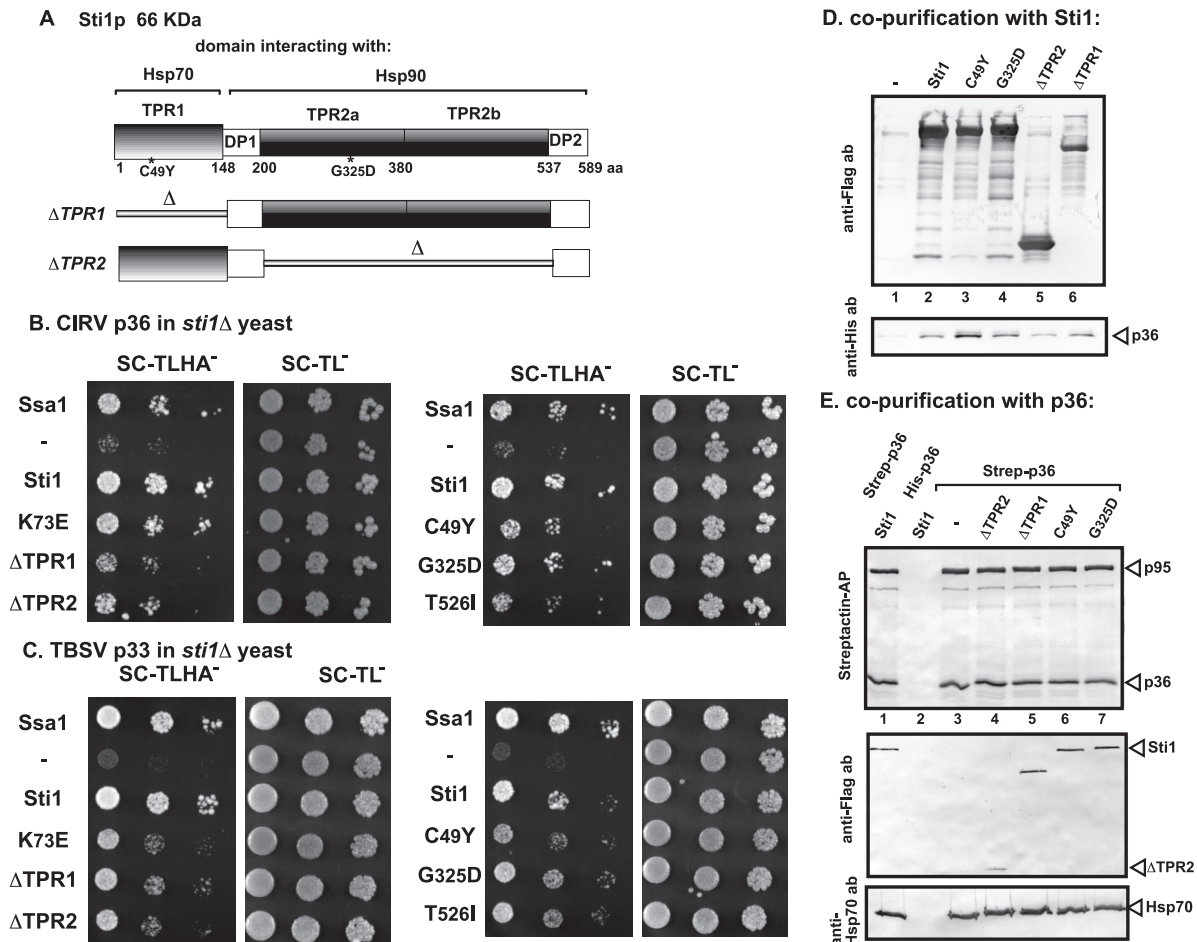 A Sti1p 66 KDa
domain interacting with:
Hsp70 Hsp90
TPR1 TPR2a TPR2b
DP1 DP2
* *
1 C49Y 148 200 G325D 380 537 589 aa
Δ
ΔTPR1
Δ
ΔTPR2
B. CIRV p36 in sti1Δ yeast
SC-TLHA⁻ SC-TL⁻
Ssa1
-
Sti1
K73E
ΔTPR1
ΔTPR2
SC-TLHA⁻ SC-TL⁻
Ssa1
-
Sti1
C49Y
G325D
T526I
C. TBSV p33 in sti1Δ yeast
SC-TLHA⁻ SC-TL⁻
Ssa1
-
Sti1
K73E
ΔTPR1
ΔTPR2
Ssa1
-
Sti1
C49Y
G325D
T526I
D. co-purification with Sti1:
- Sti1 C49Y G325D ΔTPR2 ΔTPR1
anti-Flag ab
1 2 3 4 5 6
anti-His ab
p36
E. co-purification with p36:
Strep-p36 His-p36 Strep-p36
Sti1 Sti1 - ΔTPR2 ΔTPR1 C49Y G325D
Streptactin-AP
p95
p36
1 2 3 4 5 6 7
anti-Flag ab
Sti1
ΔTPR2
anti-
Hsp70 ab
Hsp70